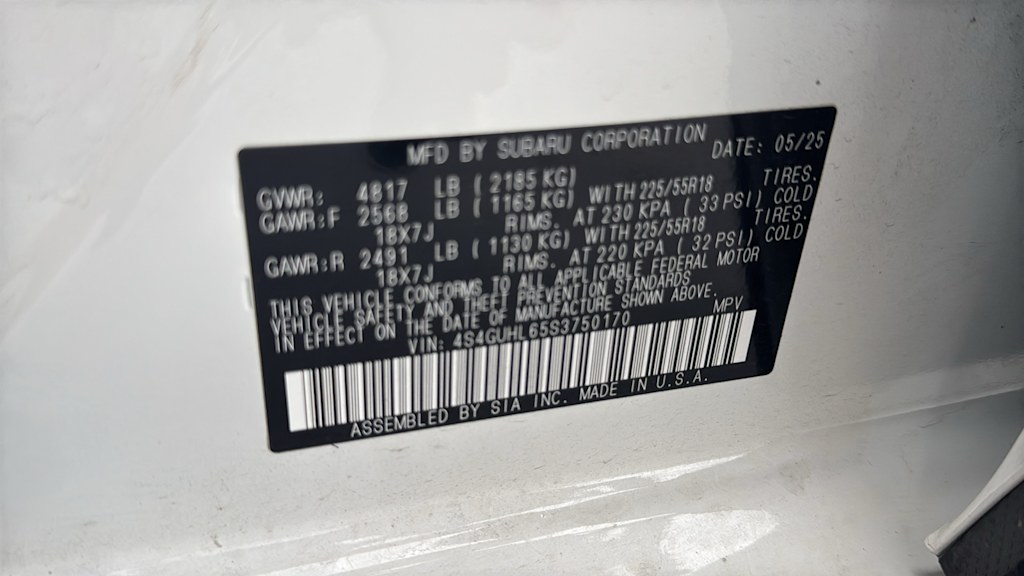 MFD BY SUBARU CORPORATION DATE: 05/25
GVWR: 4817 LB ( 2185 KG)
GAWR:F 2568 LB ( 1165 KG) WITH 225/55R18 TIRES.
18X7J RIMS. AT 230 KPA ( 33 PSI) COLD
GAWR:R 2491 LB ( 1130 KG) WITH 225/55R18 TIRES.
18X7J RIMS. AT 220 KPA ( 32 PSI) COLD
THIS VEHICLE CONFORMS TO ALL APPLICABLE FEDERAL MOTOR
VEHICLE SAFETY AND THEFT PREVENTION STANDARDS
IN EFFECT ON THE DATE OF MANUFACTURE SHOWN ABOVE.
VIN: 4S4GUHL65S3750170 MPV
ASSEMBLED BY SIA INC. MADE IN U.S.A.